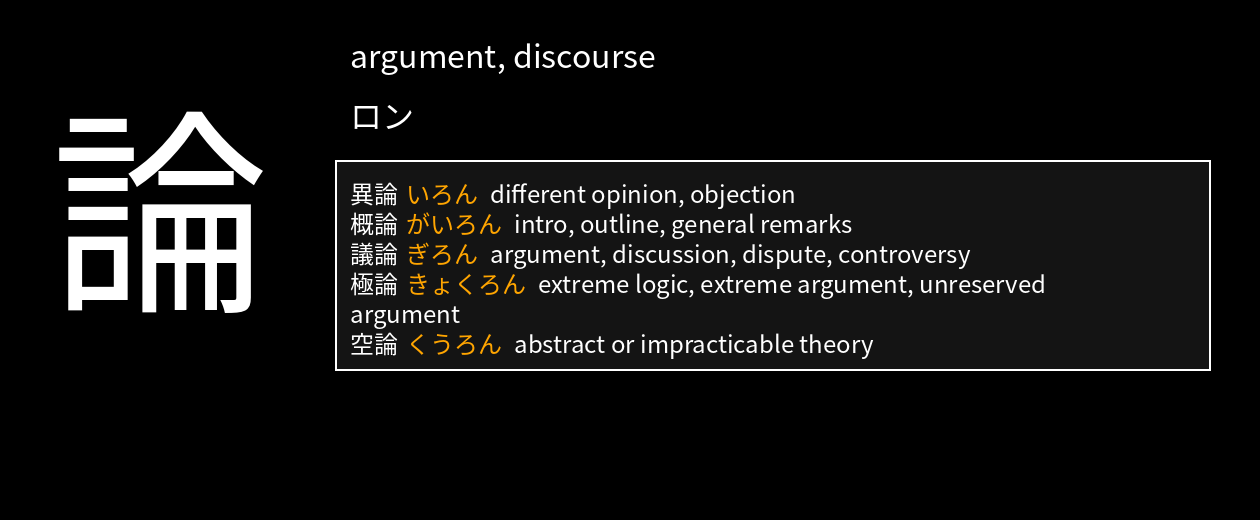 論
argument, discourse
ロン
異論 いろん different opinion, objection
概論 がいろん intro, outline, general remarks
議論 ぎろん argument, discussion, dispute, controversy
極論 きょくろん extreme logic, extreme argument, unreserved
argument
空論 くうろん abstract or impracticable theory